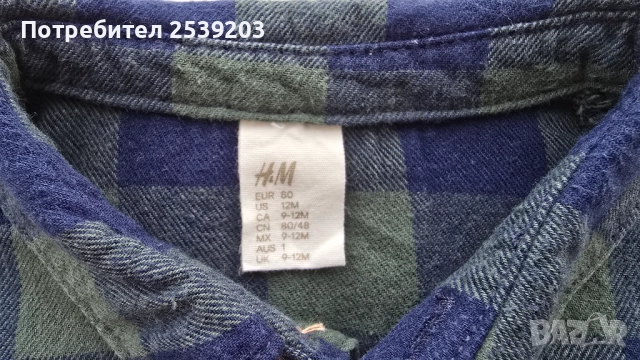 Потребител 2539203
H&M
EUR 80
US 12M
CA 9-12M
CN 80/48
MX 9-12M
AUS 1
UK 9-12M
BAZAR